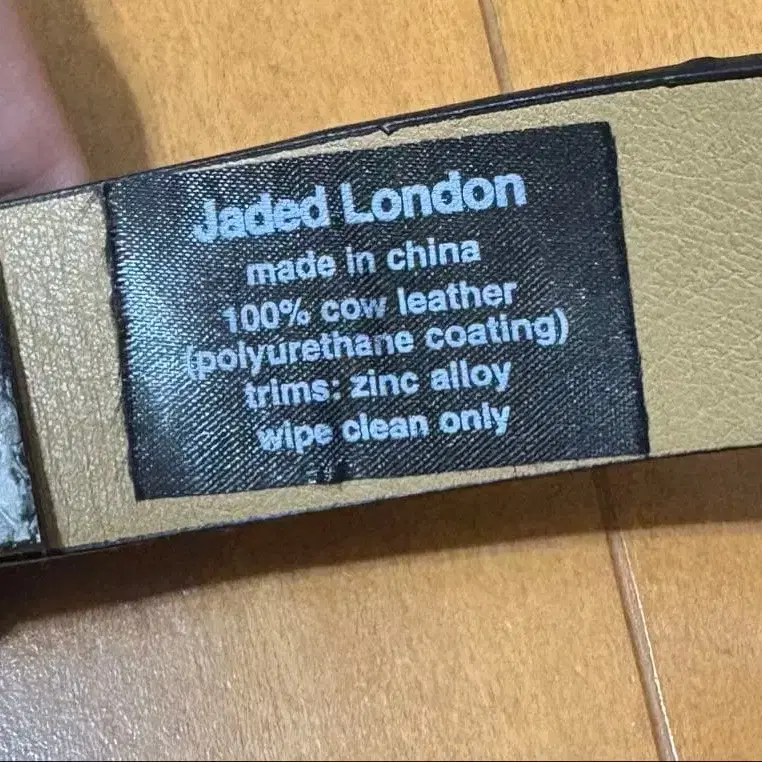 Jaded London
made in china
100% cow leather
(polyurethane coating)
trims: zinc alloy
wipe clean only